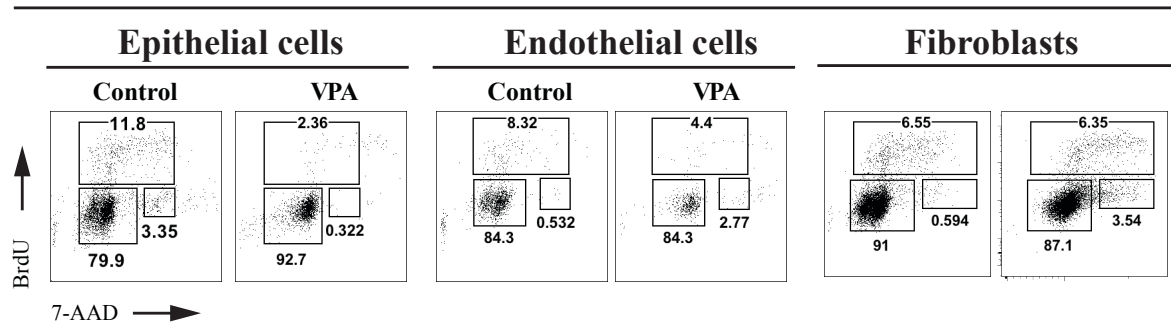 Epithelial cells Endothelial cells Fibroblasts
Control VPA Control VPA
11.8 2.36 8.32 4.4 6.55 6.35
3.35 0.322 0.532 2.77 0.594 3.54
79.9 92.7 84.3 84.3 91 87.1
BrdU
7-AAD